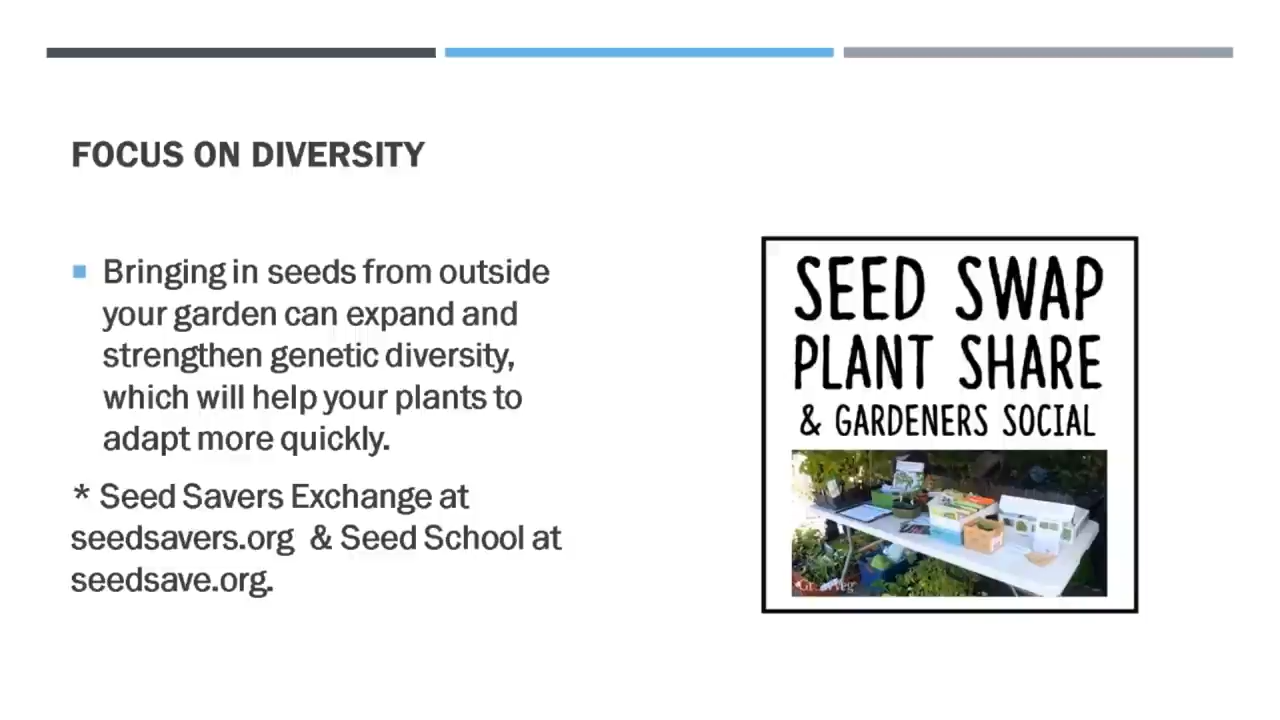 FOCUS ON DIVERSITY
Bringing in seeds from outside
your garden can expand and
strengthen genetic diversity,
which will help your plants to
adapt more quickly.
* Seed Savers Exchange at
seedsavers.org & Seed School at
seedsave.org.
SEED SWAP
PLANT SHARE
& GARDENERS SOCIAL
GrowVeg